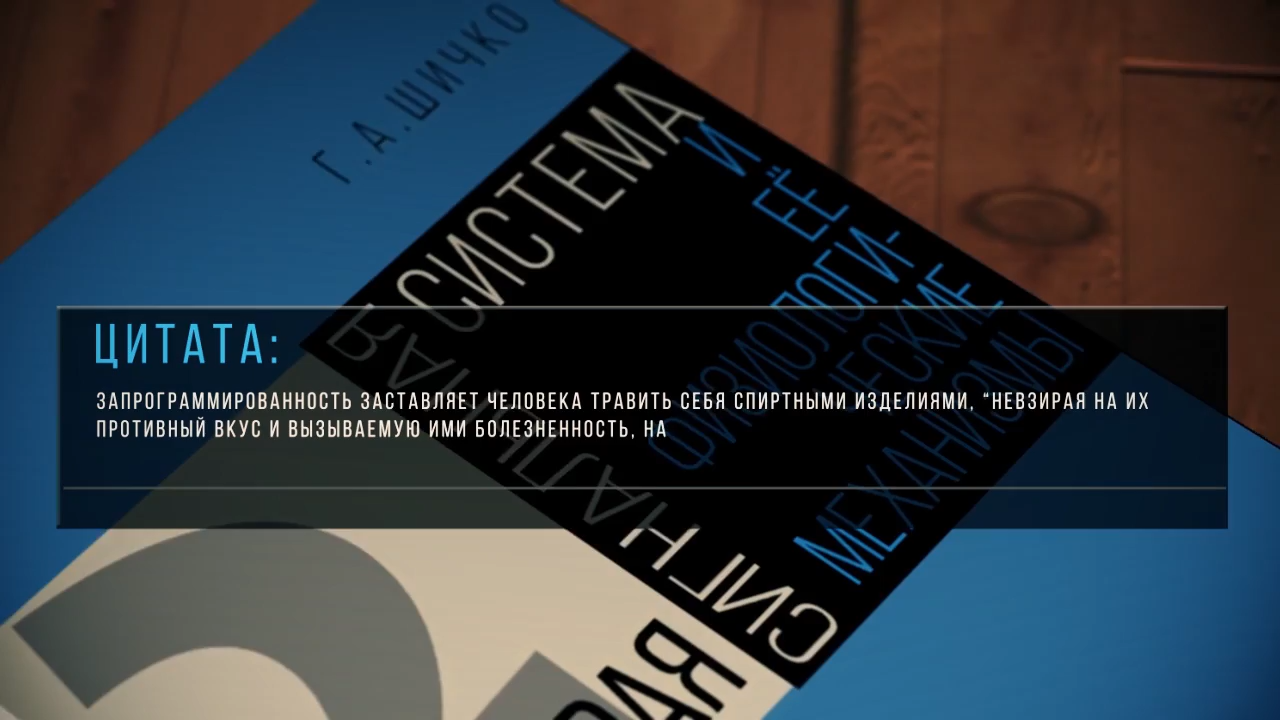 Г.А.ШИЧКО
СИГНАЛЬНАЯ
СИСТЕМА
И
ЕЁ
ФИЗИОЛОГИ-
ЧЕСКИЕ
МЕХАНИЗМЫ
ЦИТАТА:
ЗАПРОГРАММИРОВАННОСТЬ ЗАСТАВЛЯЕТ ЧЕЛОВЕКА ТРАВИТЬ СЕБЯ СПИРТНЫМИ ИЗДЕЛИЯМИ, “НЕВЗИРАЯ НА ИХ
ПРОТИВНЫЙ ВКУС И ВЫЗЫВАЕМУЮ ИМИ БОЛЕЗНЕННОСТЬ, НА